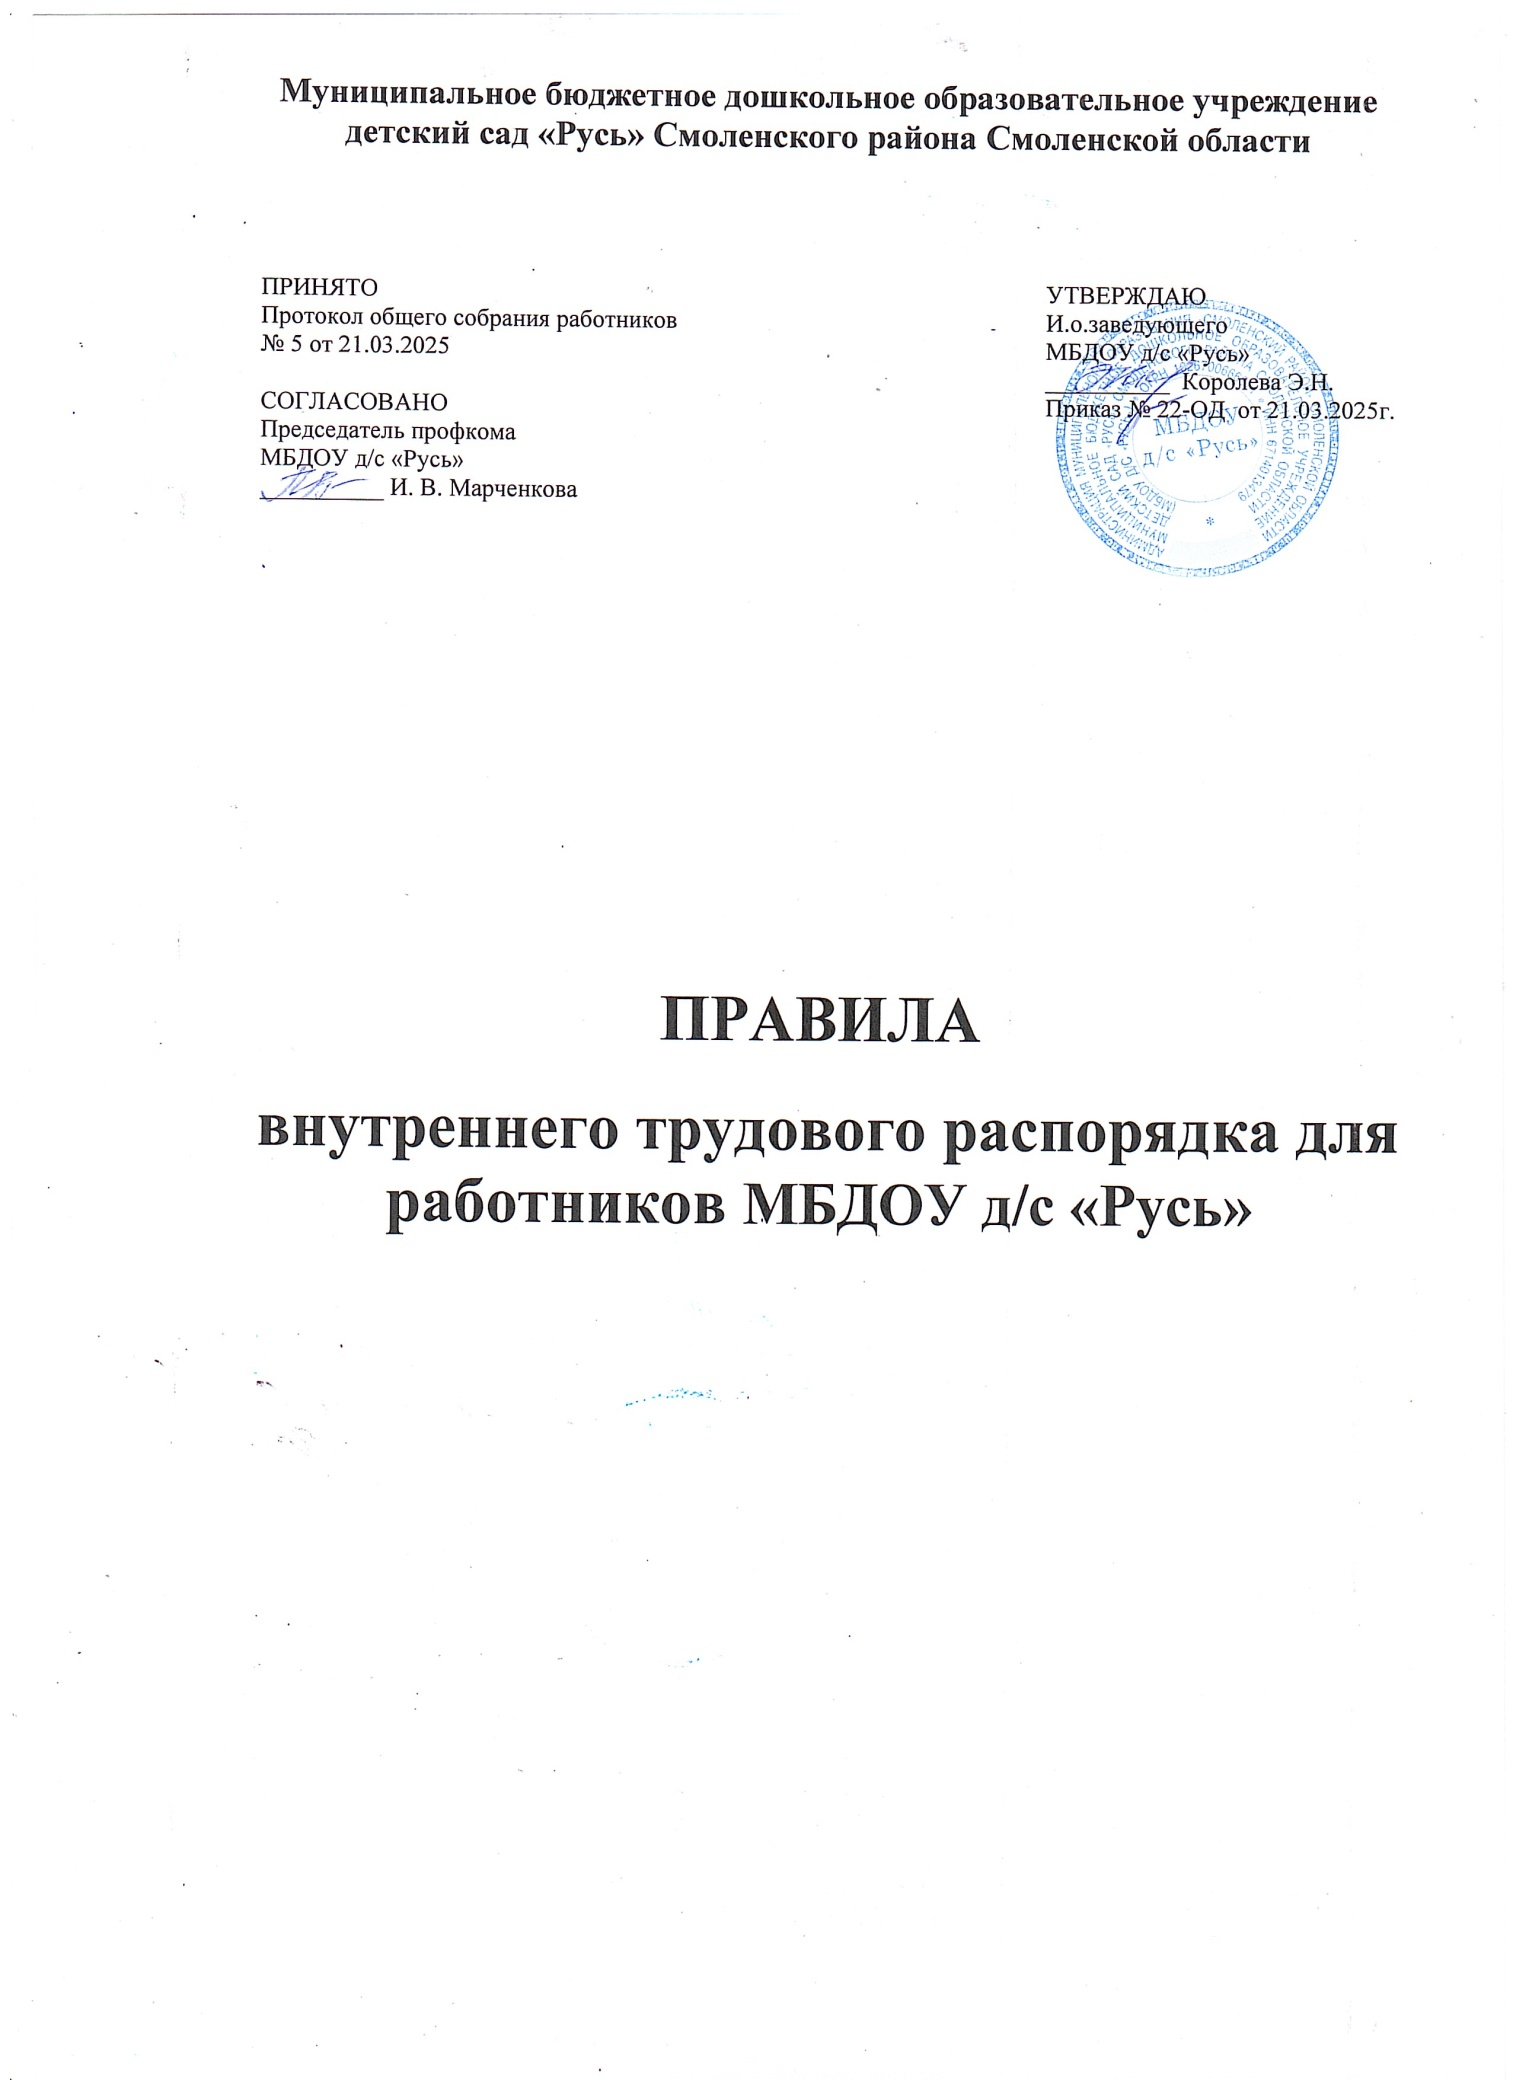 Муниципальное бюджетное дошкольное образовательное учреждение
детский сад «Русь» Смоленского района Смоленской области
ПРИНЯТО
Протокол общего собрания работников
№ 5 от 21.03.2025
СОГЛАСОВАНО
Председатель профкома
МБДОУ д/с «Русь»
__________ И. В. Марченкова
УТВЕРЖДАЮ
И.о.заведующего
МБДОУ д/с «Русь»
__________ Королева Э.Н.
Приказ № 22-ОД от 21.03.2025г.
МБДОУ
д/с «Русь»
ПРАВИЛА
внутреннего трудового распорядка для
работников МБДОУ д/с «Русь»